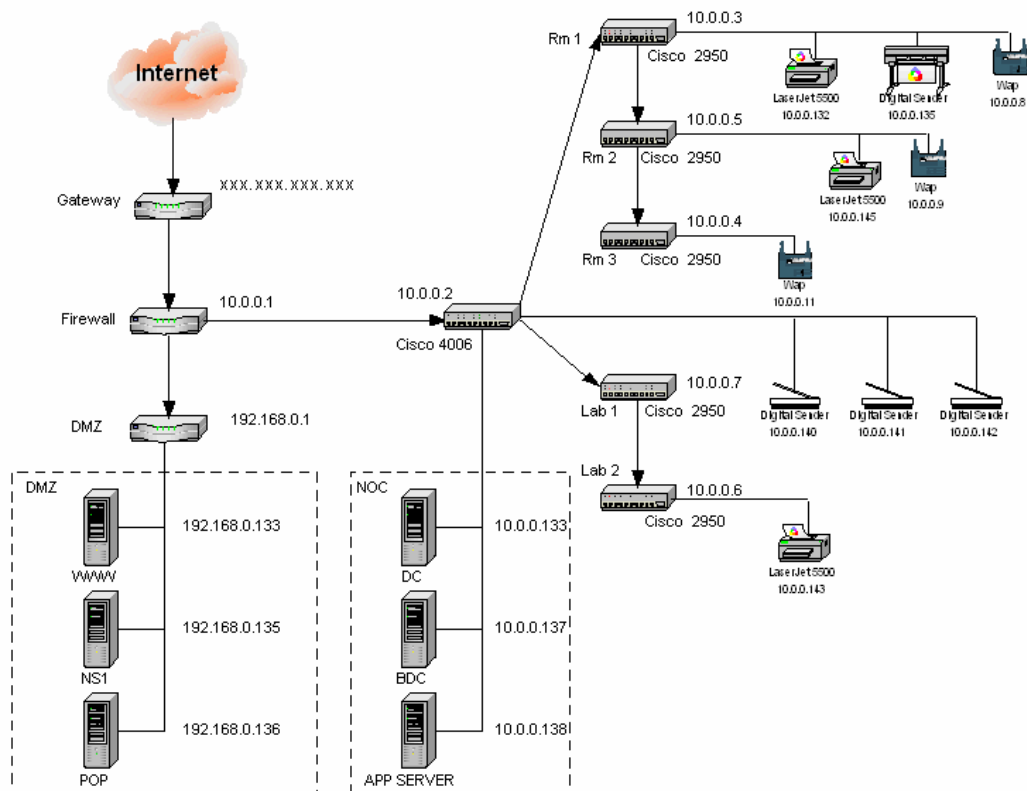 Internet
Gateway
XXX.XXX.XXX.XXX
Firewall
10.0.0.1
DMZ
192.168.0.1
DMZ
192.168.0.133
WWW
192.168.0.135
NS1
192.168.0.136
POP
10.0.0.2
Cisco 4006
NOC
10.0.0.133
DC
10.0.0.137
BDC
10.0.0.138
APP SERVER
Rm 1
10.0.0.3
Cisco 2950
LaserJet 5500
10.0.0.132
Digital Sender
10.0.0.135
Wap
10.0.0.8
Rm 2
10.0.0.5
Cisco 2950
LaserJet 5500
10.0.0.145
Wap
10.0.0.9
Rm 3
10.0.0.4
Cisco 2950
Wap
10.0.0.11
Lab 1
10.0.0.7
Cisco 2950
Digital Sender
10.0.0.140
Digital Sender
10.0.0.141
Digital Sender
10.0.0.142
Lab 2
10.0.0.6
Cisco 2950
LaserJet 5500
10.0.0.143